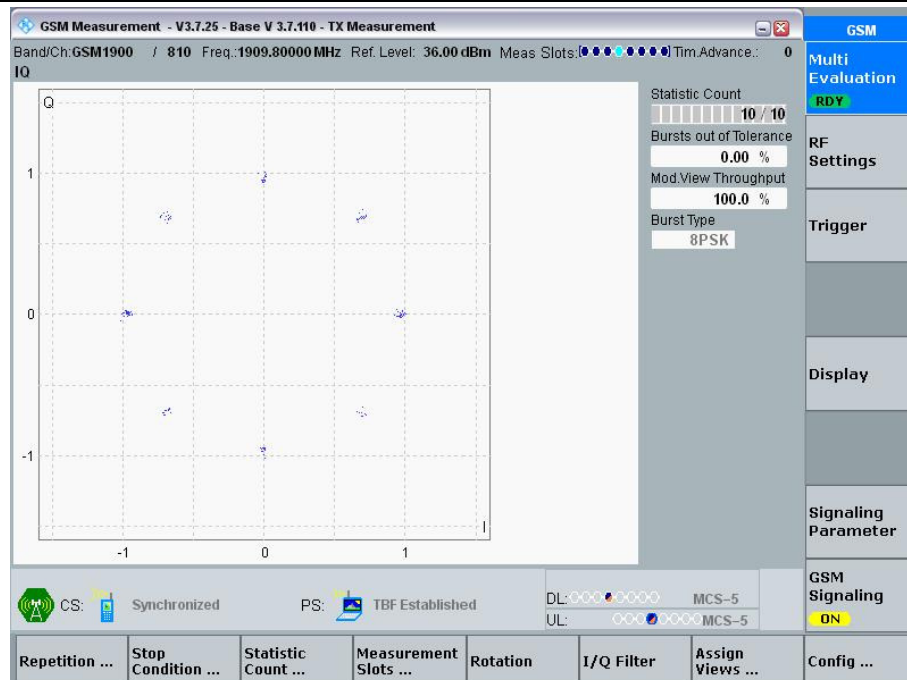 GSM Measurement - V3.7.25 - Base V 3.7.110 - TX Measurement
GSM
Band/Ch:GSM1900 / 810 Freq.:1909.80000 MHz Ref. Level: 36.00 dBm Meas Slots: Tim.Advance.: 0
IQ
Multi
Evaluation
RDY
Q
Statistic Count
10 / 10
Bursts out of Tolerance
0.00 %
Mod.View Throughput
100.0 %
Burst Type
8PSK
RF
Settings
Trigger
Display
1
0
-1
I
-1 0 1
Signaling
Parameter
GSM
Signaling
ON
CS: Synchronized PS: TBF Established DL: MCS-5
UL: MCS-5
Repetition ...
Stop
Condition ...
Statistic
Count ...
Measurement
Slots ...
Rotation
I/Q Filter
Assign
Views ...
Config ...